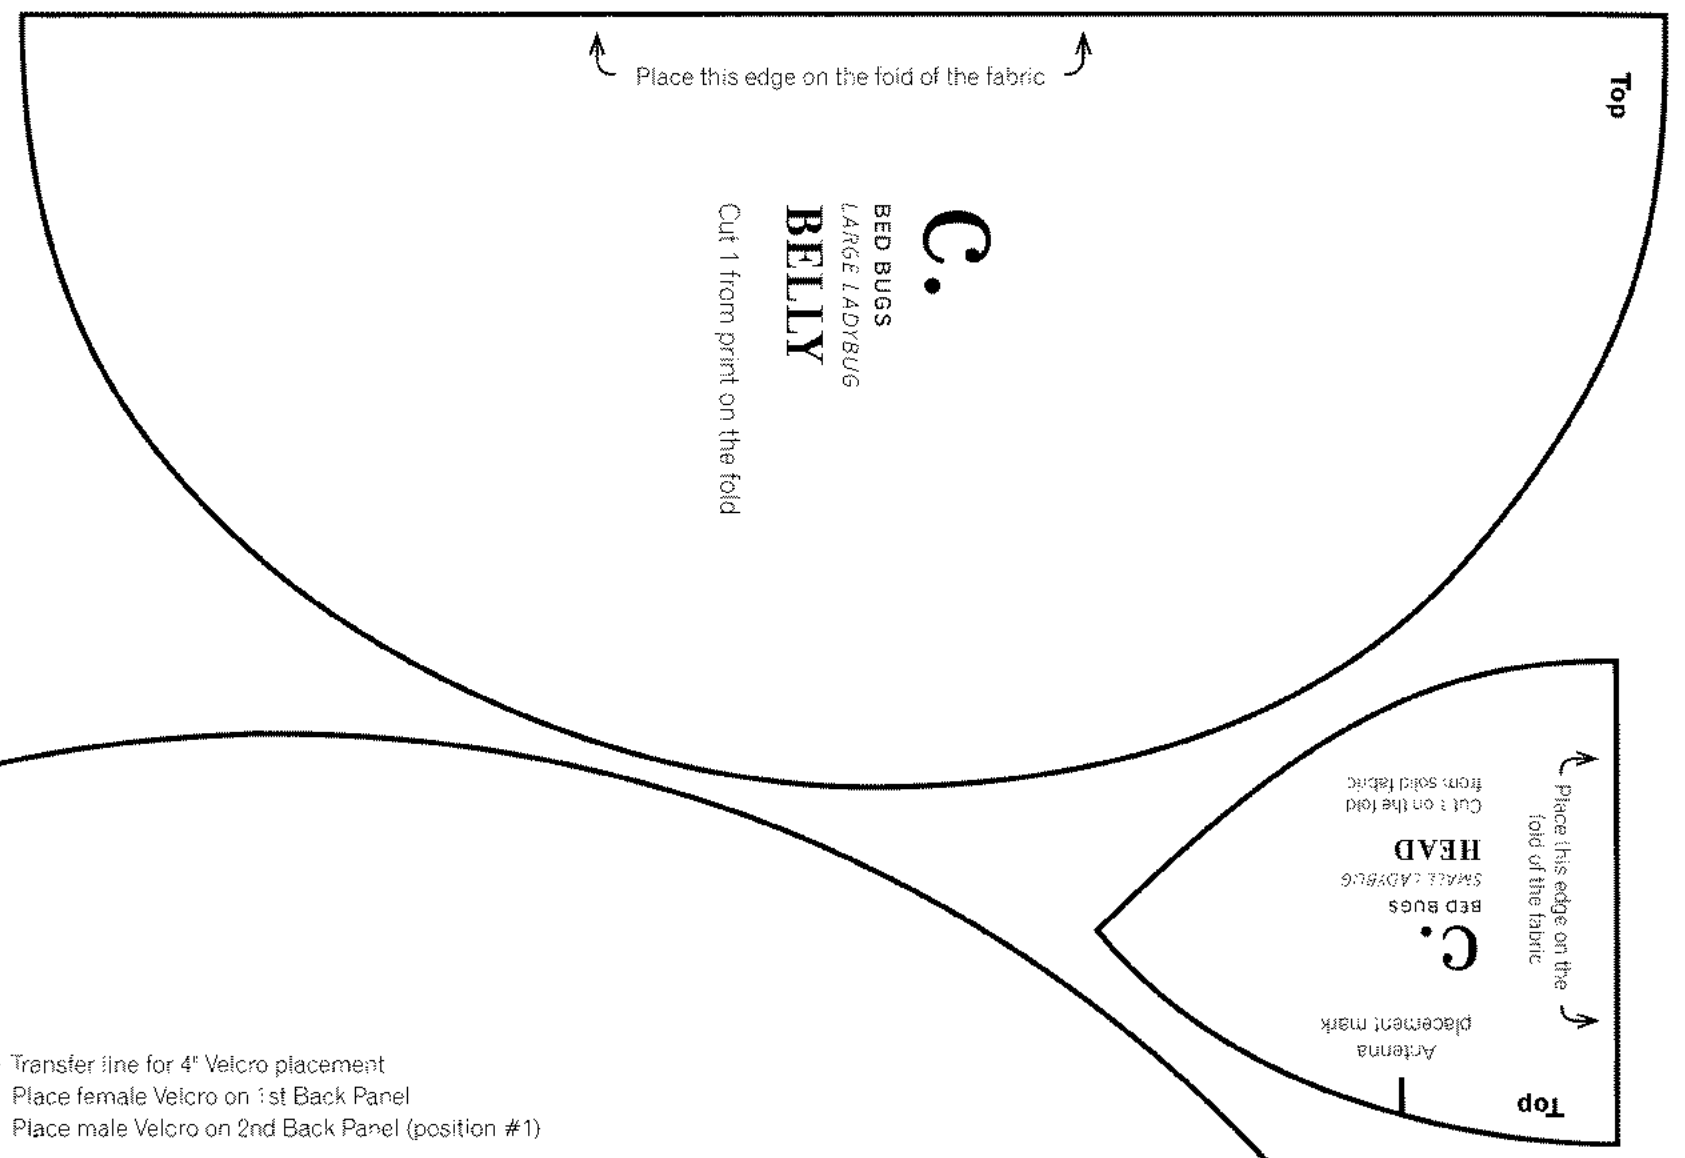 Place this edge on the fold of the fabric
Top
C.
BED BUGS
LARGE LADYBUG
BELLY
Cut 1 from print on the fold
Place this edge on the
fold of the fabric
Top
Antenna
placement mark
C.
BED BUGS
SMALL LADYBUG
HEAD
Cut 1 on the fold
from solid fabric
Transfer line for 4" Velcro placement
Place female Velcro on 1st Back Panel
Place male Velcro on 2nd Back Panel (position #1)